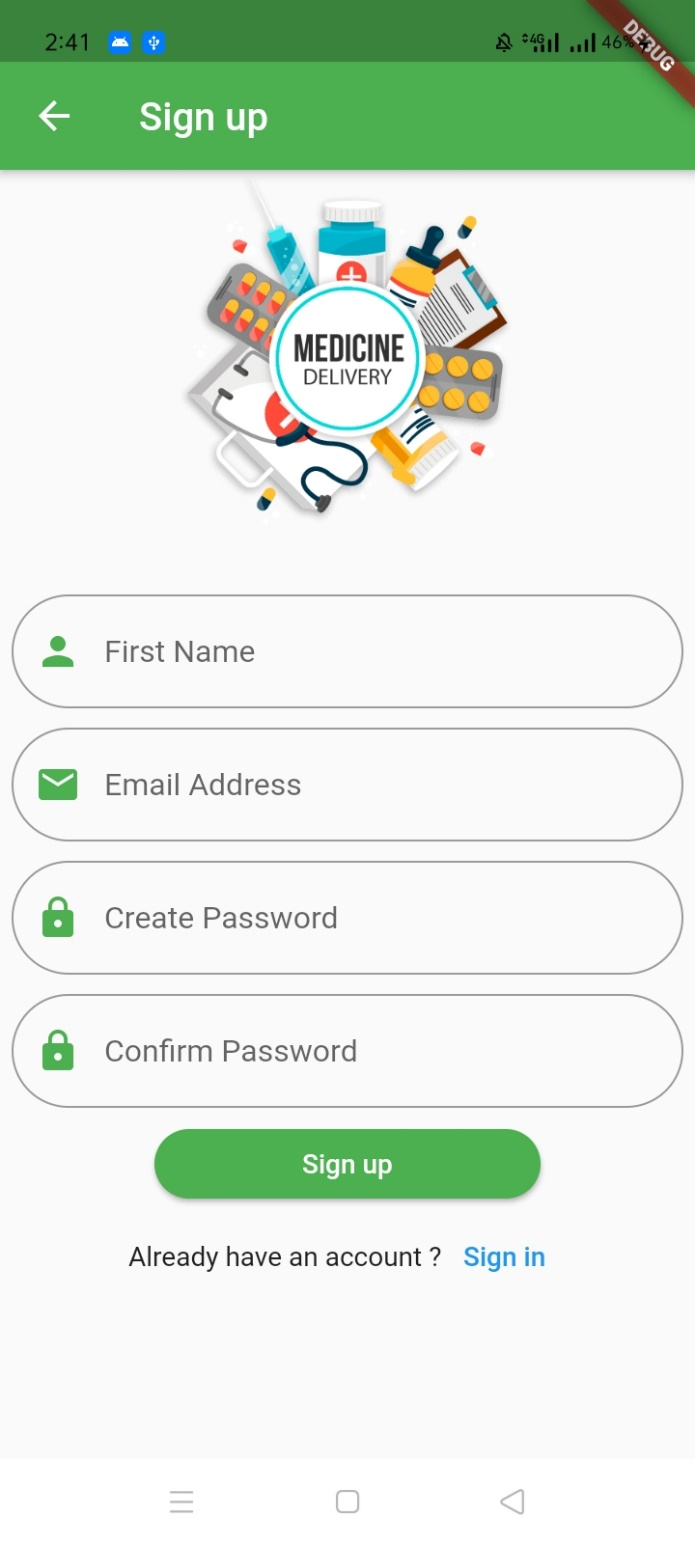 2:41
4G 46%
DEBUG
Sign up
MEDICINE
DELIVERY
First Name
Email Address
Create Password
Confirm Password
Sign up
Already have an account ? Sign in